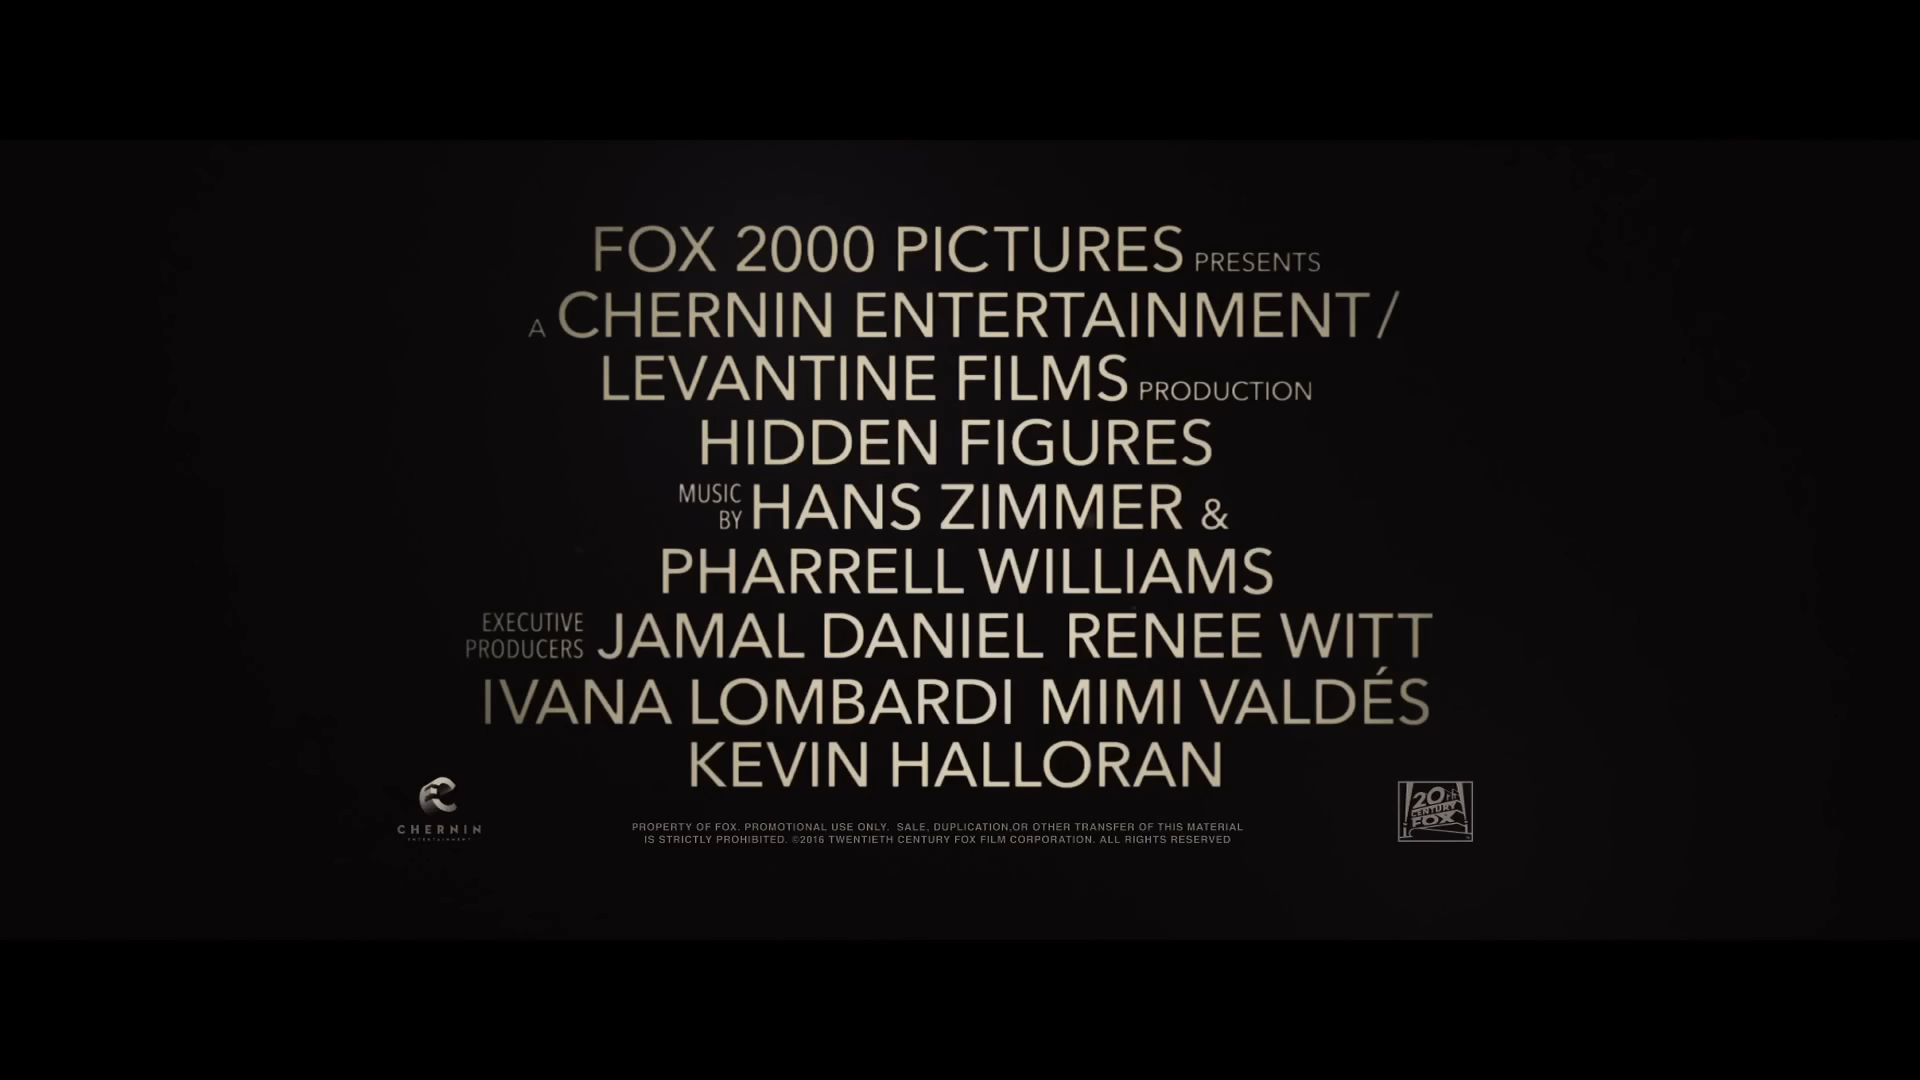 FOX 2000 PICTURES PRESENTS
A CHERNIN ENTERTAINMENT /
LEVANTINE FILMS PRODUCTION
HIDDEN FIGURES
MUSIC
BY HANS ZIMMER &
PHARRELL WILLIAMS
EXECUTIVE
PRODUCERS JAMAL DANIEL RENEE WITT
IVANA LOMBARDI MIMI VALDÉS
KEVIN HALLORAN
CHERNIN
ENTERTAINMENT
PROPERTY OF FOX. PROMOTIONAL USE ONLY. SALE, DUPLICATION,OR OTHER TRANSFER OF THIS MATERIAL
IS STRICTLY PROHIBITED. ©2016 TWENTIETH CENTURY FOX FILM CORPORATION. ALL RIGHTS RESERVED
20th
CENTURY
FOX